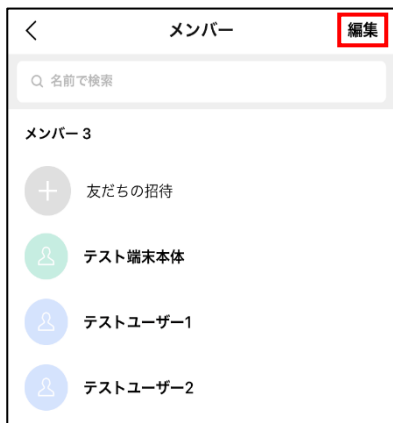 メンバー 編集
名前で検索
メンバー 3
友だちの招待
テスト端末本体
テストユーザー1
テストユーザー2